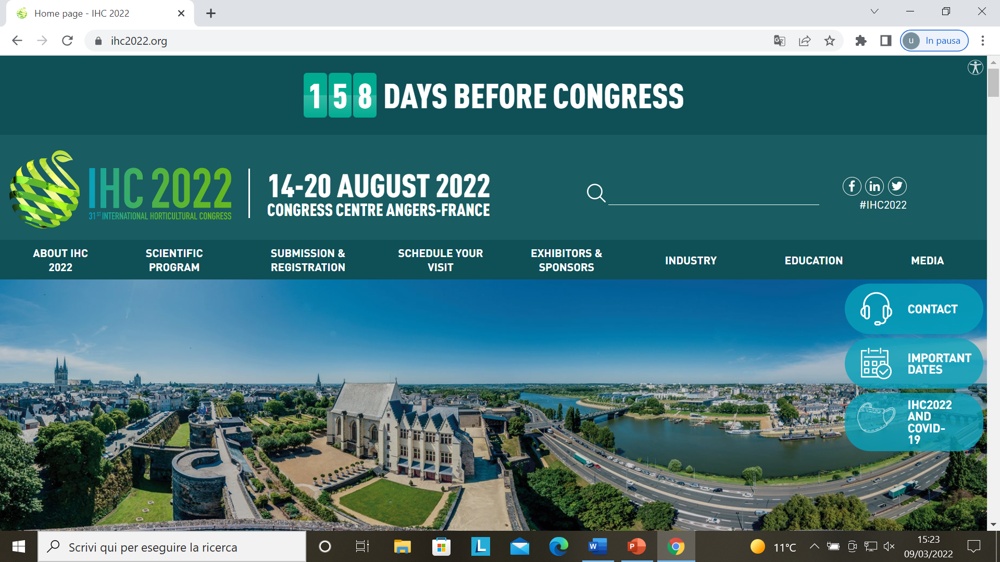 Home page - IHC 2022
ihc2022.org
u In pausa
158 DAYS BEFORE CONGRESS
IHC 2022
31ST INTERNATIONAL HORTICULTURAL CONGRESS
14-20 AUGUST 2022
CONGRESS CENTRE ANGERS-FRANCE
#IHC2022
ABOUT IHC
2022
SCIENTIFIC
PROGRAM
SUBMISSION &
REGISTRATION
SCHEDULE YOUR
VISIT
EXHIBITORS &
SPONSORS
INDUSTRY
EDUCATION
MEDIA
CONTACT
IMPORTANT
DATES
IHC2022
AND
COVID-
19
Scrivi qui per eseguire la ricerca
11°C
15:23
09/03/2022